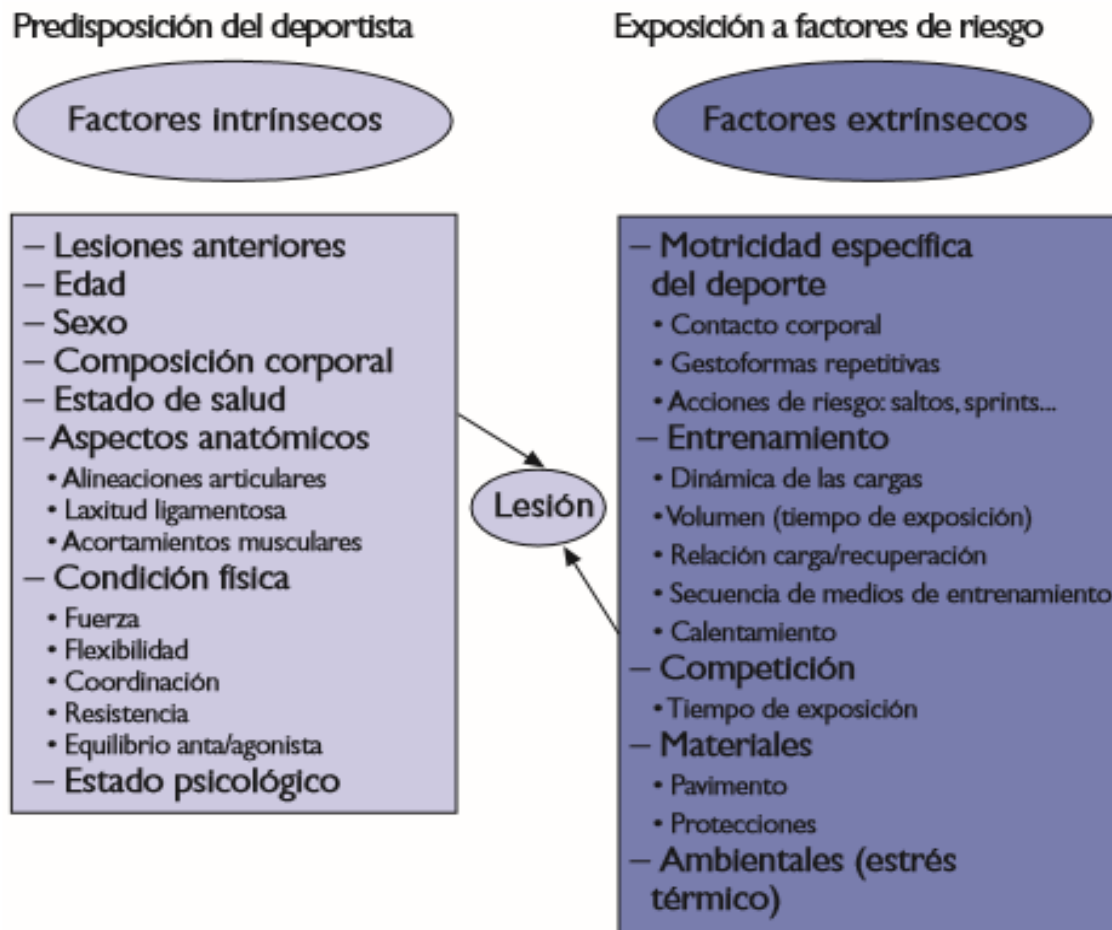 Predisposición del deportista
Factores intrínsecos
– Lesiones anteriores
– Edad
– Sexo
– Composición corporal
– Estado de salud
– Aspectos anatómicos
• Alineaciones articulares
• Laxitud ligamentosa
• Acortamientos musculares
– Condición física
• Fuerza
• Flexibilidad
• Coordinación
• Resistencia
• Equilibrio anta/agonista
– Estado psicológico
Lesión
Exposición a factores de riesgo
Factores extrínsecos
– Motricidad específica
del deporte
• Contacto corporal
• Gestoformas repetitivas
• Acciones de riesgo: saltos, sprints...
– Entrenamiento
• Dinámica de las cargas
• Volumen (tiempo de exposición)
• Relación carga/recuperación
• Secuencia de medios de entrenamiento
• Calentamiento
– Competición
• Tiempo de exposición
– Materiales
• Pavimento
• Protecciones
– Ambientales (estrés
térmico)